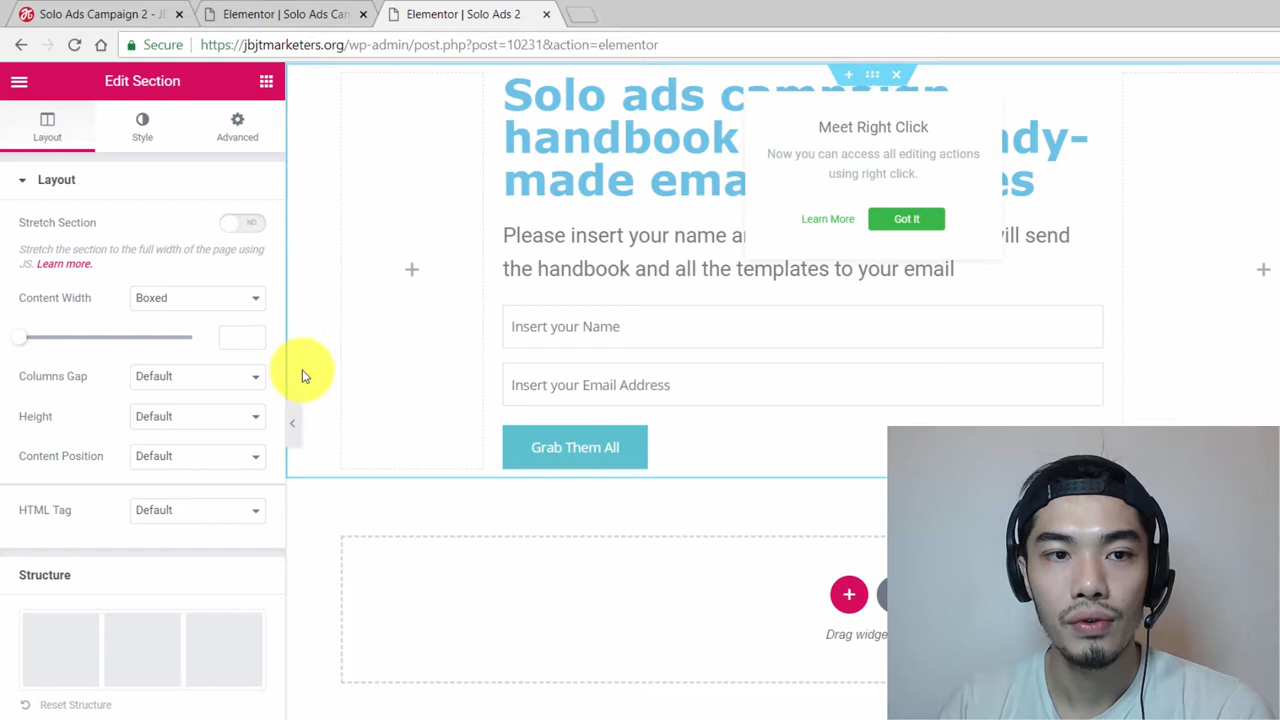 Solo Ads Campaign 2 - J
Elementor | Solo Ads Can
Elementor | Solo Ads 2
Secure
https://jbjtmarketers.org/wp-admin/post.php?post=10231&action=elementor
Edit Section
Layout
Style
Advanced
Layout
Stretch Section
NO
Stretch the section to the full width of the page using
JS. Learn more.
Content Width
Boxed
Columns Gap
Default
Height
Default
Content Position
Default
HTML Tag
Default
Structure
Reset Structure
Solo ads campaign
handbook dy-
made ema es
Meet Right Click
Now you can access all editing actions
using right click.
Learn More
Got It
Please insert your name a will send
the handbook and all the templates to your email
Insert your Name
Insert your Email Address
Grab Them All
Drag widge